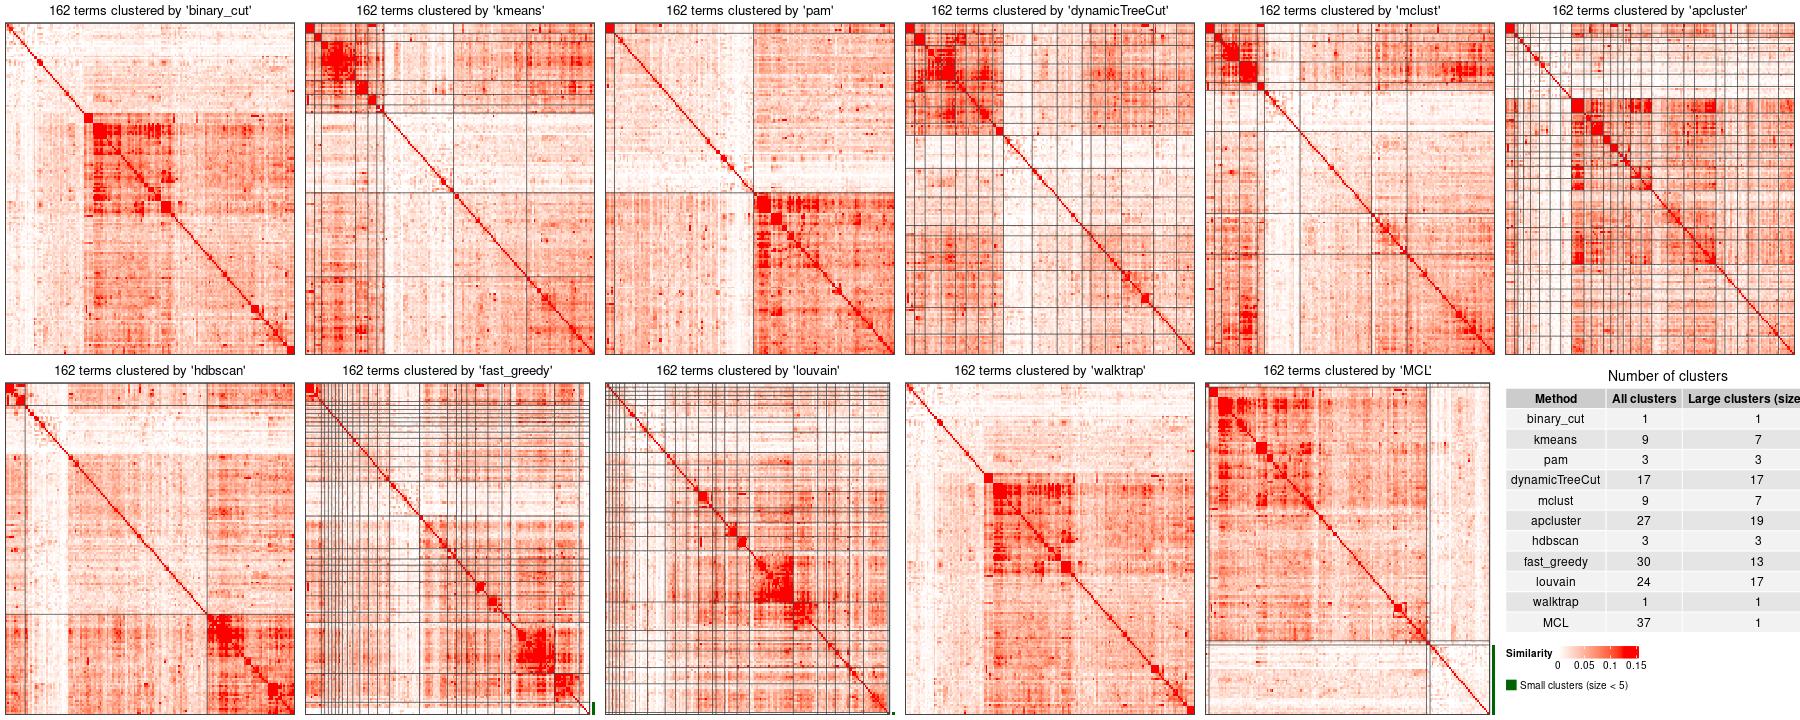 162 terms clustered by 'binary_cut'
162 terms clustered by 'kmeans'
162 terms clustered by 'pam'
162 terms clustered by 'dynamicTreeCut'
162 terms clustered by 'mclust'
162 terms clustered by 'apcluster'
162 terms clustered by 'hdbscan'
162 terms clustered by 'fast_greedy'
162 terms clustered by 'louvain'
162 terms clustered by 'walktrap'
162 terms clustered by 'MCL'
Number of clusters
Method All clusters Large clusters (size
binary_cut 1 1
kmeans 9 7
pam 3 3
dynamicTreeCut 17 17
mclust 9 7
apcluster 27 19
hdbscan 3 3
fast_greedy 30 13
louvain 24 17
walktrap 1 1
MCL 37 1
Similarity
0 0.05 0.1 0.15
Small clusters (size < 5)